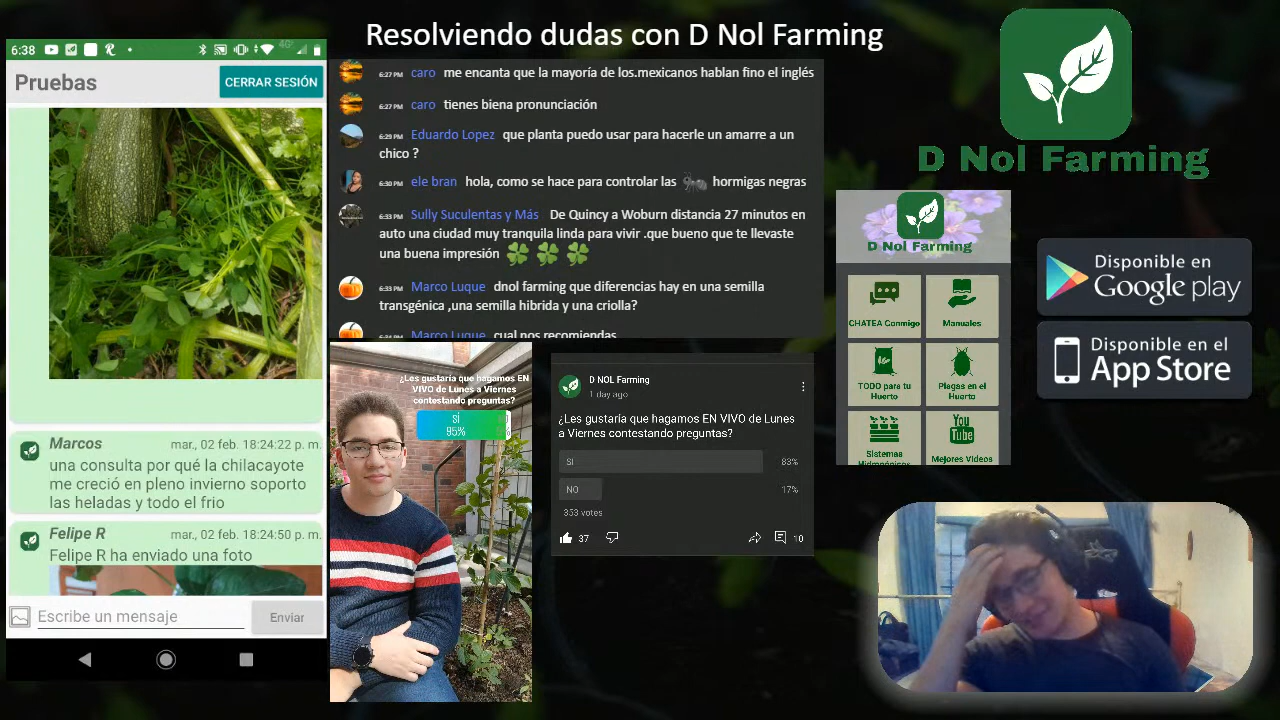 Resolviendo dudas con D Nol Farming
6:38
4G
Pruebas
CERRAR SESIÓN
Marcos
mar., 02 feb. 18:24:22 p. m.
una consulta por qué la chilacayote
me creció en pleno invierno soporto
las heladas y todo el frio
Felipe R
mar., 02 feb. 18:24:50 p. m.
Felipe R ha enviado una foto
Escribe un mensaje
Enviar
6:27 PM caro me encanta que la mayoría de los.mexicanos hablan fino el inglés
6:27 PM caro tienes biena pronunciación
6:29 PM Eduardo Lopez que planta puedo usar para hacerle un amarre a un
chico ?
6:30 PM ele bran hola, como se hace para controlar las hormigas negras
6:33 PM Sully Suculentas y Más De Quincy a Woburn distancia 27 minutos en
auto una ciudad muy tranquila linda para vivir .que bueno que te llevaste
una buena impresión
6:33 PM Marco Luque dnol farming que diferencias hay en una semilla
transgénica ,una semilla hibrida y una criolla?
Marco Luque cual nos recomiendas
¿Les gustaría que hagamos EN
VIVO de Lunes a Viernes
contestando preguntas?
SÍ
95%
D NOL Farming
1 day ago
¿Les gustaría que hagamos EN VIVO de Lunes
a Viernes contestando preguntas?
SI
83%
NO
17%
353 votes
37
10
D Nol Farming
D Nol Farming
CHATEA Conmigo
Manuales
TODO para tu
Huerto
Plagas en el
Huerto
Sistemas
Hidropónicos
You
Tube
Mejores Videos
Disponible en
Google play
Disponible en el
App Store